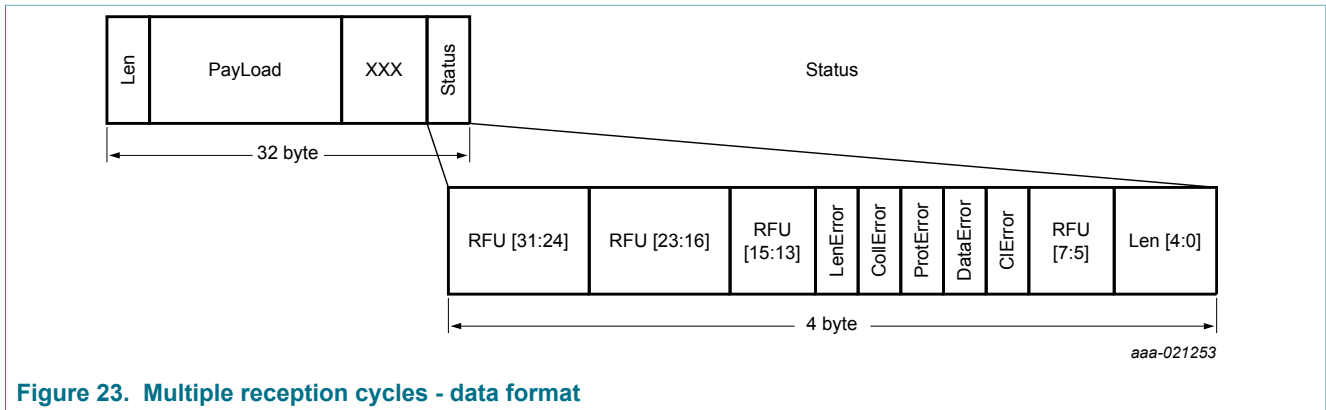 Len
PayLoad
XXX
Status
Status
32 byte
RFU [31:24]
RFU [23:16]
RFU
[15:13]
LenError
CollError
ProtError
DataError
ClError
RFU
[7:5]
Len [4:0]
4 byte
aaa-021253
Figure 23. Multiple reception cycles - data format